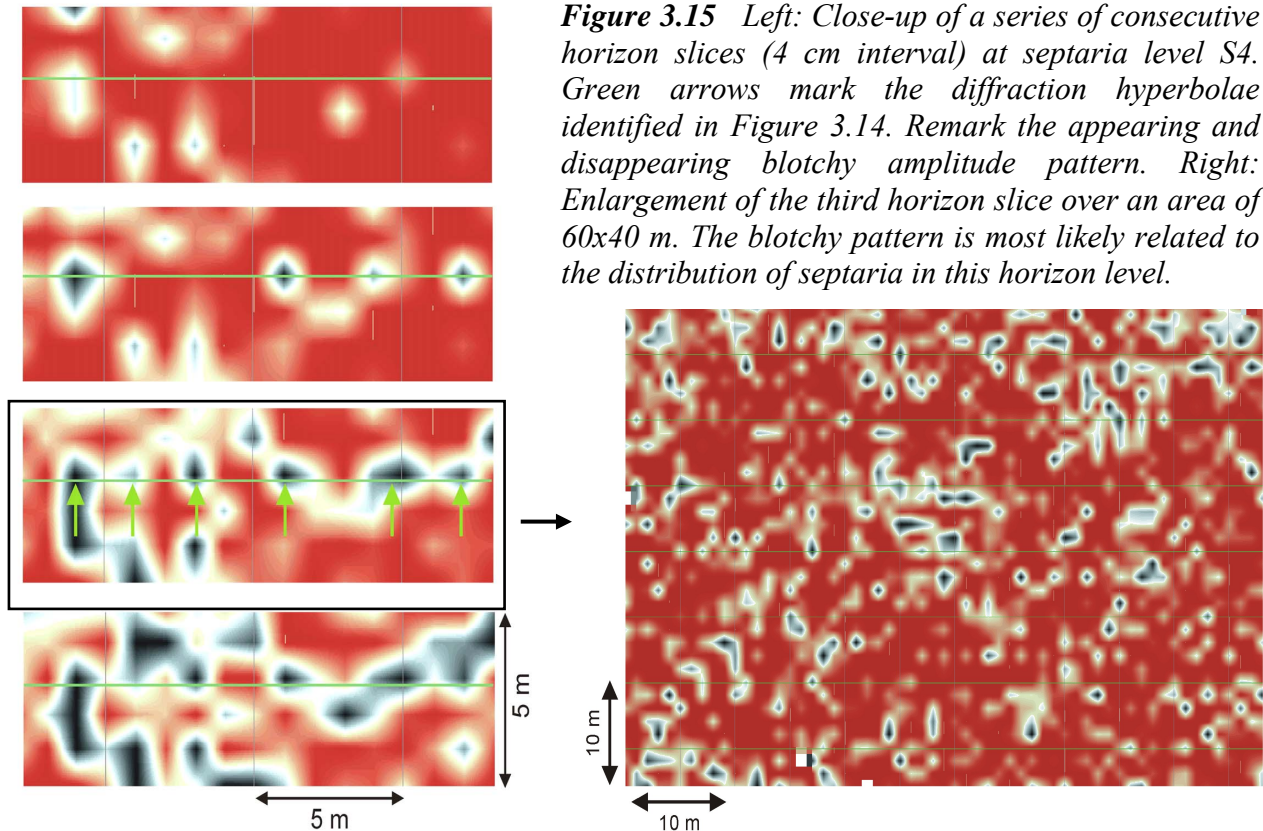 Figure 3.15 Left: Close-up of a series of consecutive
horizon slices (4 cm interval) at septaria level S4.
Green arrows mark the diffraction hyperbolae
identified in Figure 3.14. Remark the appearing and
disappearing blotchy amplitude pattern. Right:
Enlargement of the third horizon slice over an area of
60x40 m. The blotchy pattern is most likely related to
the distribution of septaria in this horizon level.
5 m
5 m
10 m
10 m